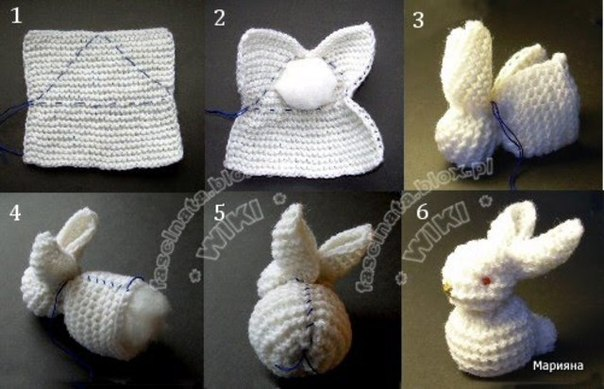 1
2
3
4
5
6
fascinata.blox.pl
* WIKI *
fascinata.blox.pl
* WIKI *
Марияна